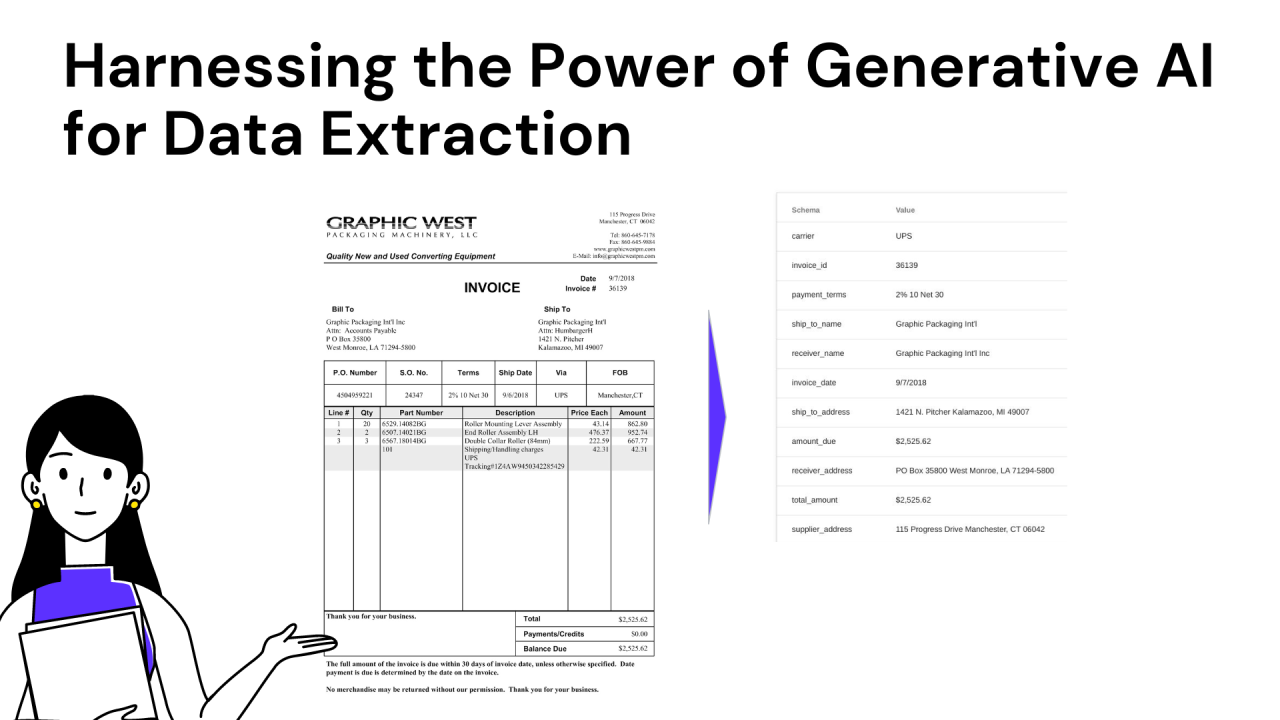 Harnessing the Power of Generative AI
for Data Extraction
GRAPHIC WEST
PACKAGING MACHINERY, LLC
Quality New and Used Converting Equipment
115 Progress Drive
Manchester, CT 06042
Tel: 860-645-7178
Fax: 860-645-9884
www.graphicwestpm.com
E-Mail: info@graphicwestpm.com
INVOICE
Date 9/7/2018
Invoice # 36139
Bill To
Graphic Packaging Int'l Inc
Attn: Accounts Payable
P O Box 35800
West Monroe, LA 71294-5800
Ship To
Graphic Packaging Int'l
Attn: HumbargerH
1421 N. Pitcher
Kalamazoo, MI 49007
P.O. Number S.O. No. Terms Ship Date Via FOB
4504959221 24347 2% 10 Net 30 9/6/2018 UPS Manchester,CT
Line # Qty Part Number Description Price Each Amount
1 20 6529.14082BG Roller Mounting Lever Assembly 43.14 862.80
2 2 6507.14021BG End Roller Assembly LH 476.37 952.74
3 3 6567.18014BG Double Collar Roller (84mm) 222.59 667.77
101 Shipping/Handling charges 42.31 42.31
UPS
Tracking#1Z4AW9450342285429
Thank you for your business.
Total $2,525.62
Payments/Credits $0.00
Balance Due $2,525.62
The full amount of the invoice is due within 30 days of invoice date, unless otherwise specified. Date
payment is due is determined by the date on the invoice.
No merchandise may be returned without our permission. Thank you for your business.
Schema Value
carrier UPS
invoice_id 36139
payment_terms 2% 10 Net 30
ship_to_name Graphic Packaging Int'l
receiver_name Graphic Packaging Int'l Inc
invoice_date 9/7/2018
ship_to_address 1421 N. Pitcher Kalamazoo, MI 49007
amount_due $2,525.62
receiver_address PO Box 35800 West Monroe, LA 71294-5800
total_amount $2,525.62
supplier_address 115 Progress Drive Manchester, CT 06042